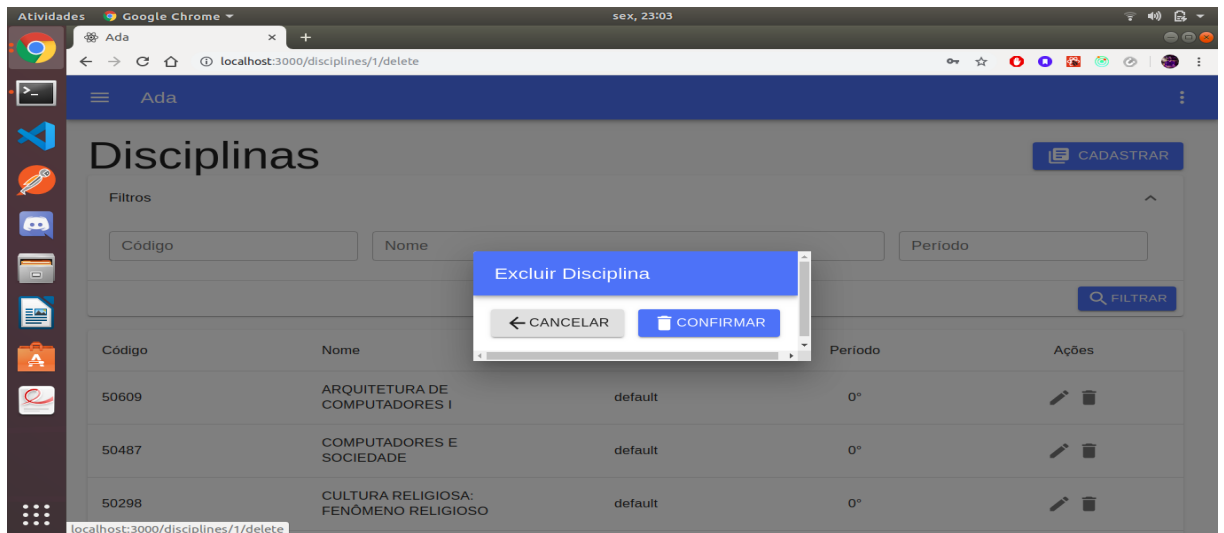 Atividades Google Chrome sex, 23:03
Ada
localhost:3000/disciplines/1/delete
Ada
Disciplinas
CADASTRAR
Filtros
Código Nome Período
Excluir Disciplina
FILTRAR
CANCELAR CONFIRMAR
Código Nome Período Ações
50609 ARQUITETURA DE COMPUTADORES I default 0°
50487 COMPUTADORES E SOCIEDADE default 0°
50298 CULTURA RELIGIOSA: FENÔMENO RELIGIOSO default 0°
localhost:3000/disciplines/1/delete